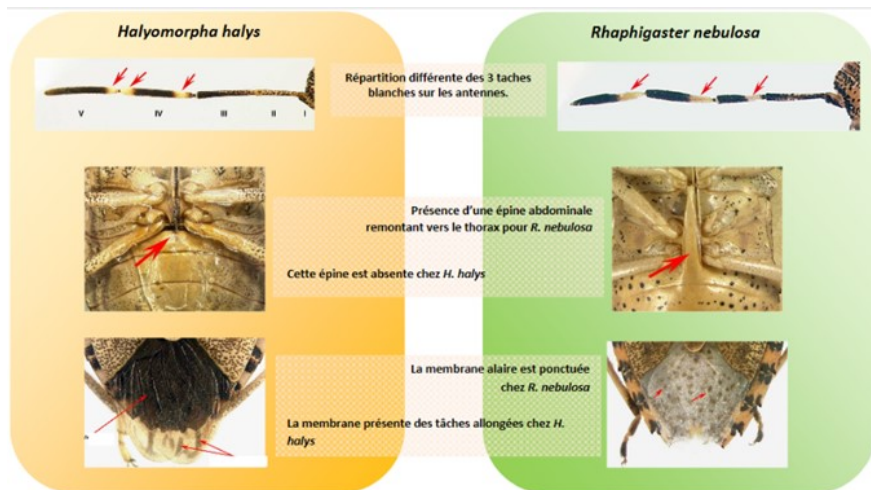 Halyomorpha halys
Rhaphigaster nebulosa
Répartition différente des 3 taches
blanches sur les antennes.
V IV III II I
Présence d'une épine abdominale
remontant vers le thorax pour R. nebulosa
Cette épine est absente chez H. halys
La membrane alaire est ponctuée
chez R. nebulosa
La membrane présente des tâches allongées chez H.
halys